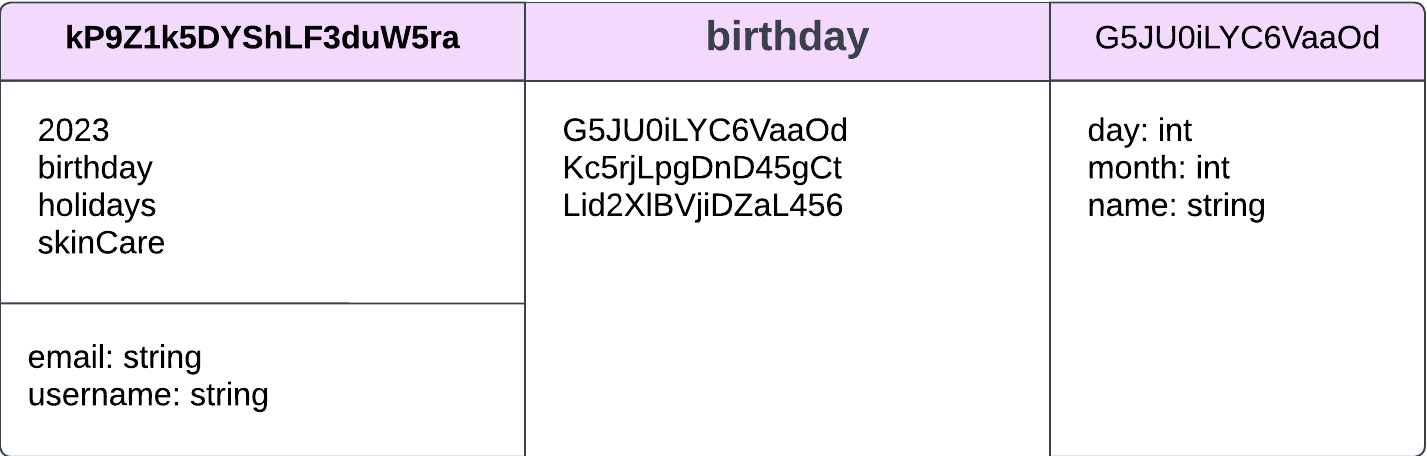 kP9Z1k5DYShLF3duW5ra
2023
birthday
holidays
skinCare
email: string
username: string
birthday
G5JU0iLYC6VaaOd
Kc5rjLpgDnD45gCt
Lid2XlBVjiDZaL456
G5JU0iLYC6VaaOd
day: int
month: int
name: string